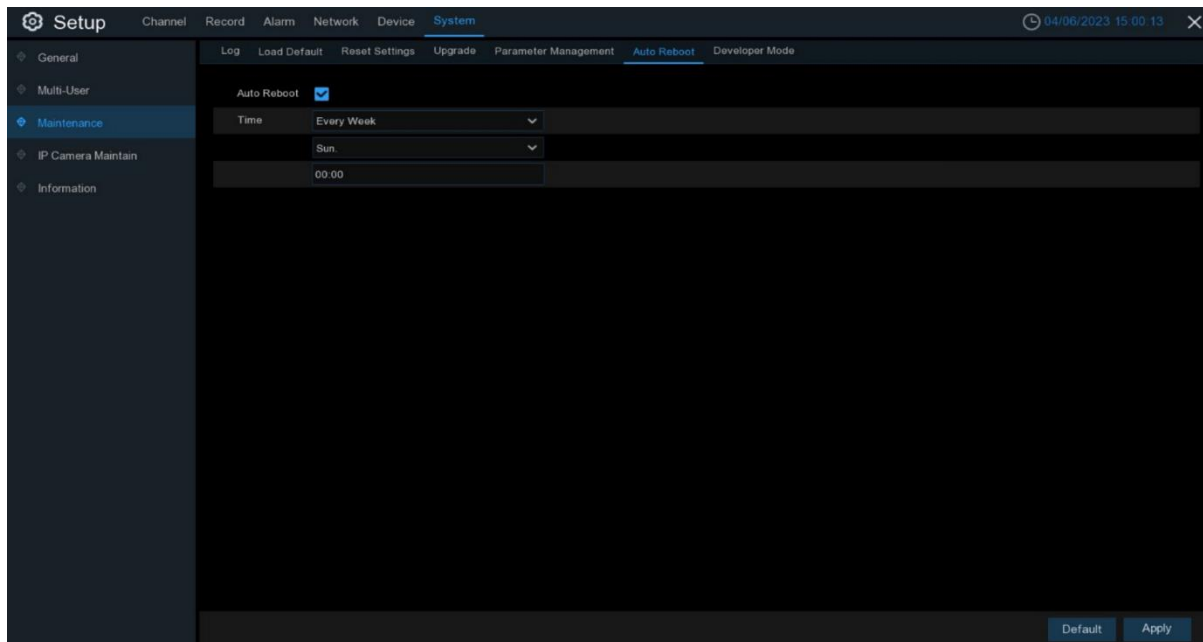 Setup Channel Record Alarm Network Device System 04/06/2023 15:00:13
General
Multi-User
Maintenance
IP Camera Maintain
Information
Log Load Default Reset Settings Upgrade Parameter Management Auto Reboot Developer Mode
Auto Reboot
Time Every Week
Sun.
00:00
Default Apply